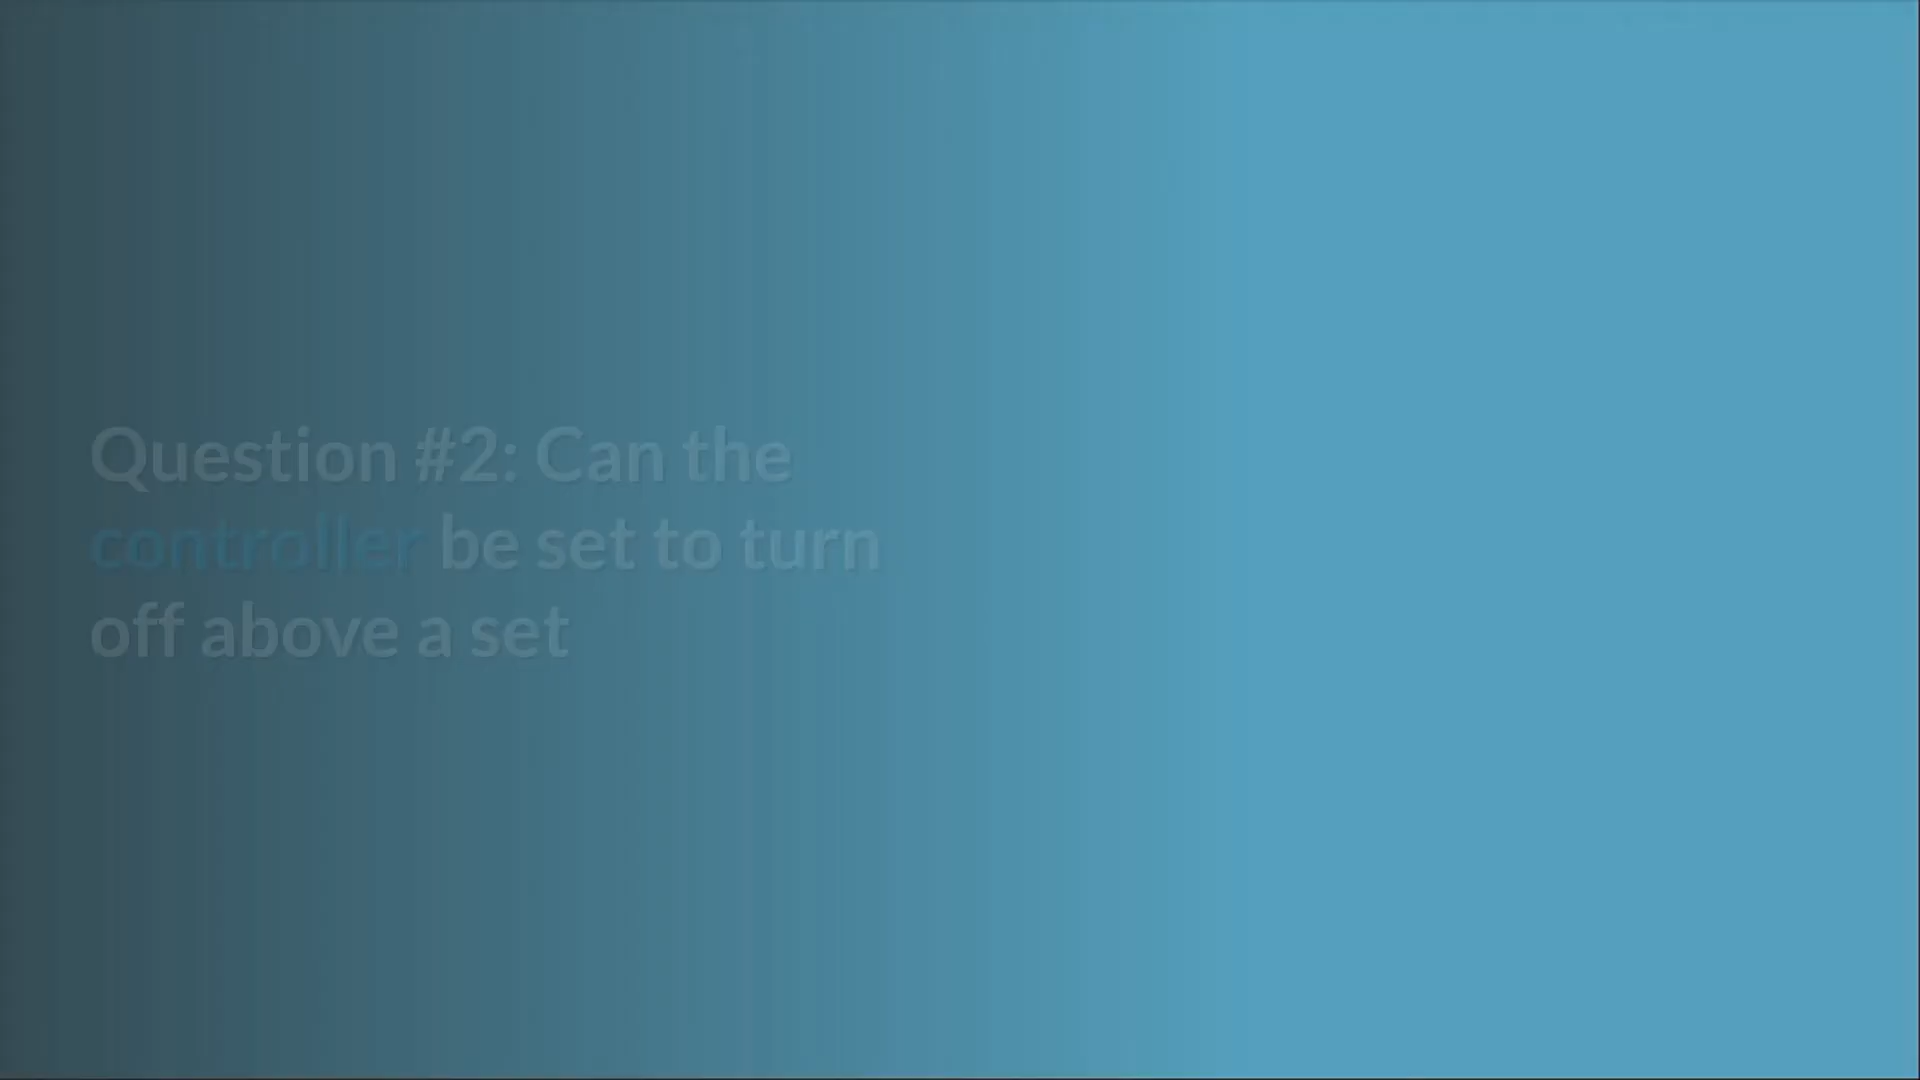 Question #2: Can the
controller be set to turn
off above a set